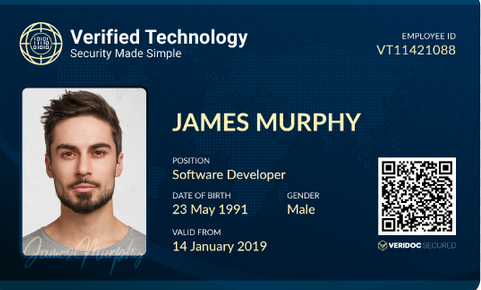 Verified Technology
Security Made Simple
EMPLOYEE ID
VT11421088
JAMES MURPHY
POSITION
Software Developer
DATE OF BIRTH
GENDER
23 May 1991
Male
VALID FROM
14 January 2019
James Murphy
VERIDOC SECURED